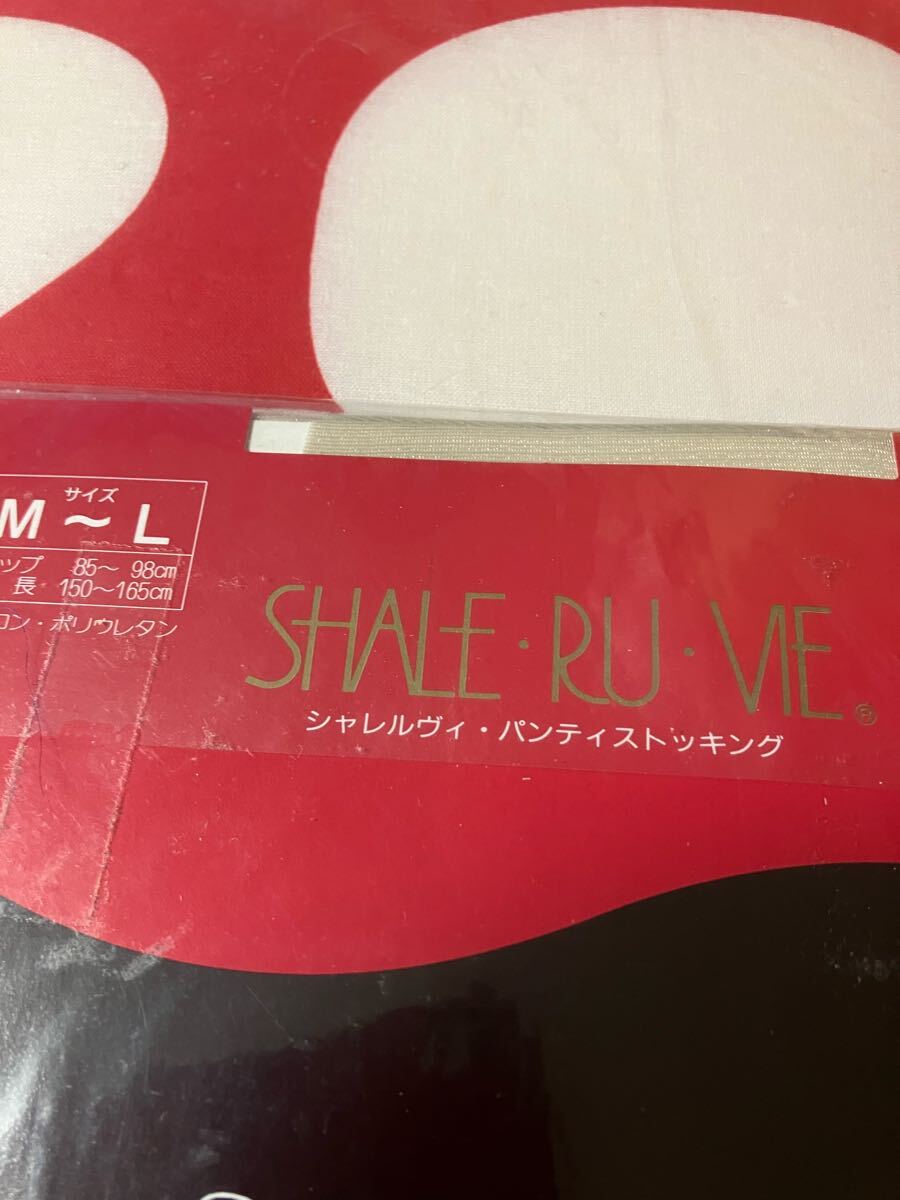 サイズ
M～L
ップ 85～98cm
長 150～165cm
ロン・ポリウレタン
SHALE・RU・VIE®
シャレルヴィ・パンティストッキング